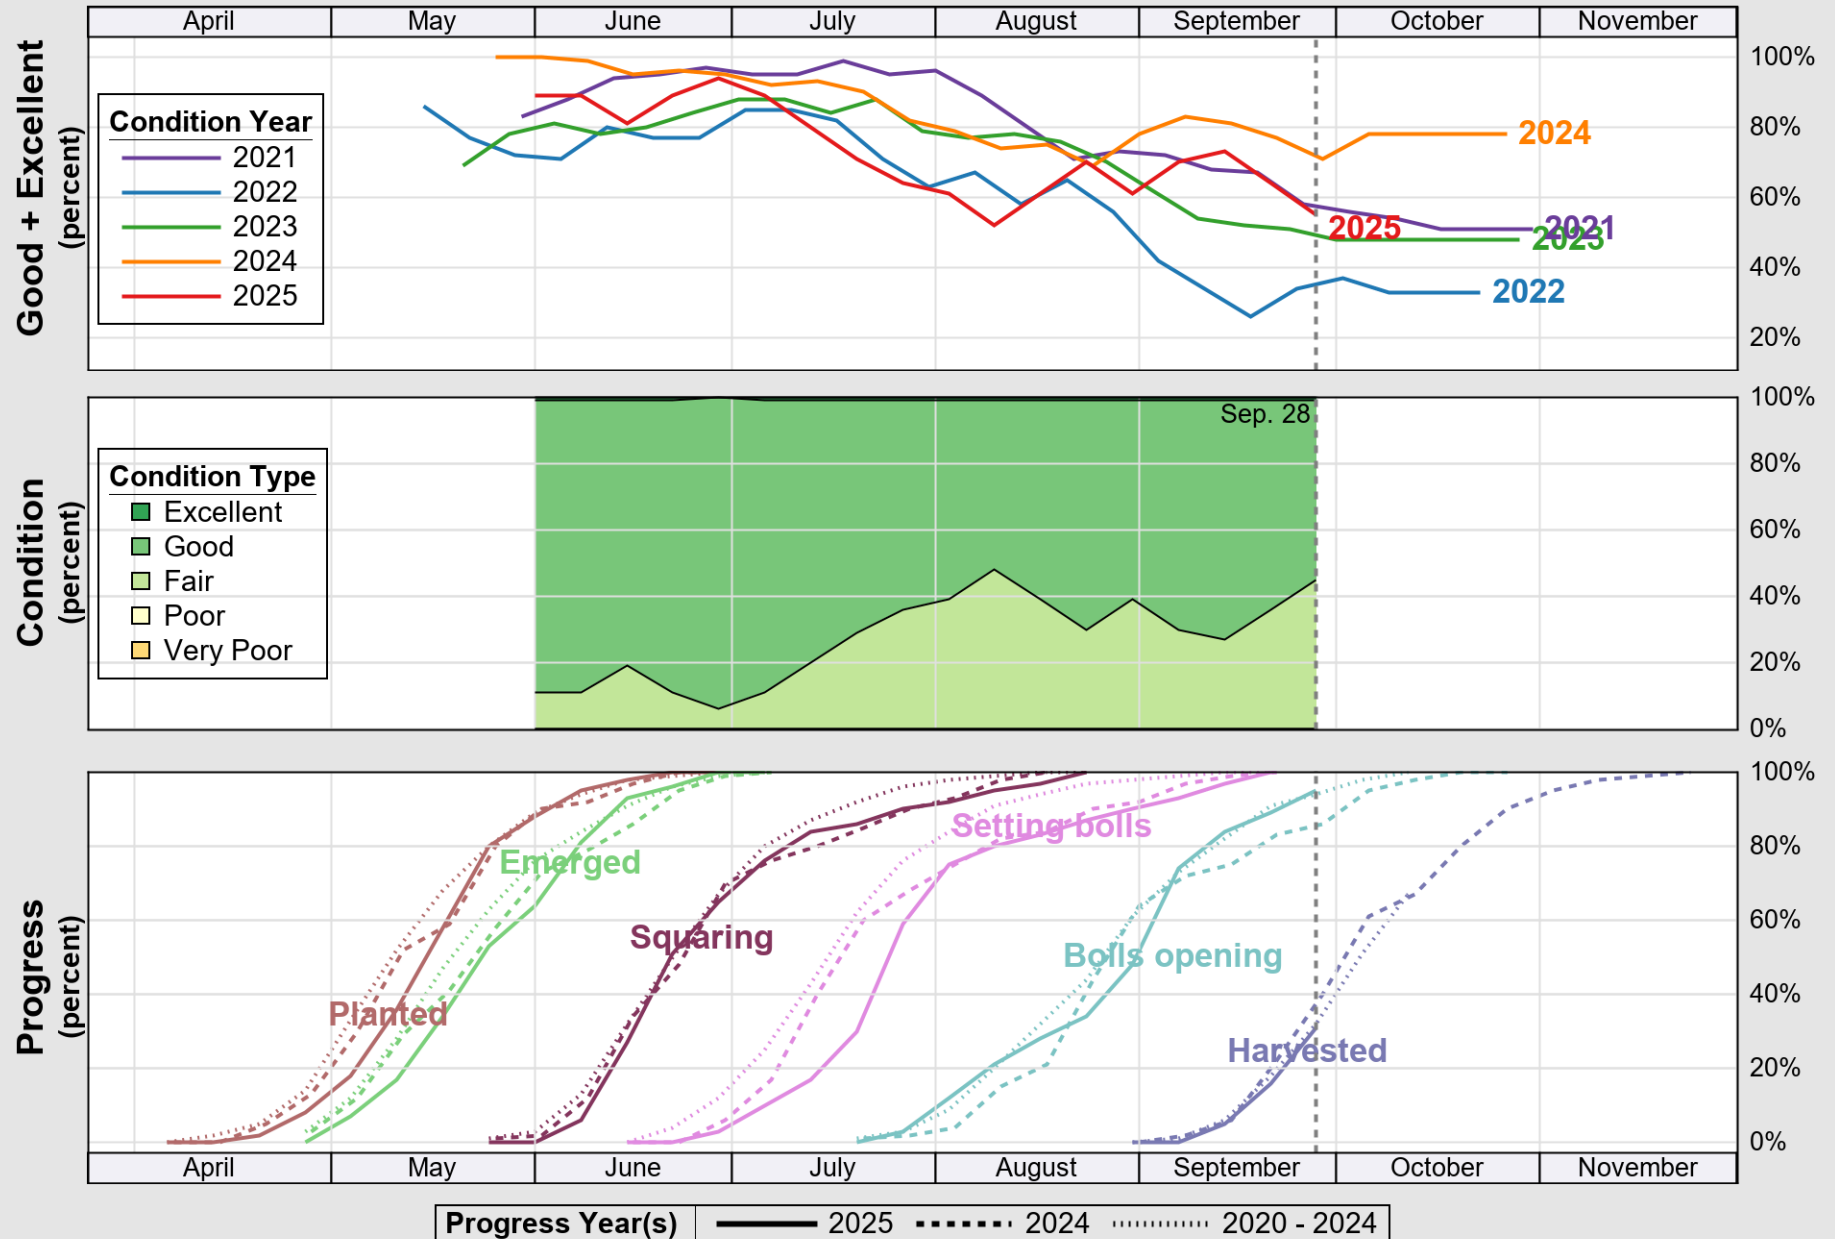 April May June July August September October November
Good + Excellent
(percent)
100%
80%
60%
40%
20%
Condition Year
2021
2022
2023
2024
2025
2024
2025
2021
2023
2022
Condition
(percent)
100%
80%
60%
40%
20%
0%
Sep. 28
Condition Type
Excellent
Good
Fair
Poor
Very Poor
Progress
(percent)
100%
80%
60%
40%
20%
0%
Setting bolls
Emerged
Squaring
Bolls opening
Planted
Harvested
April May June July August September October November
Progress Year(s) 2025 2024 2020 - 2024